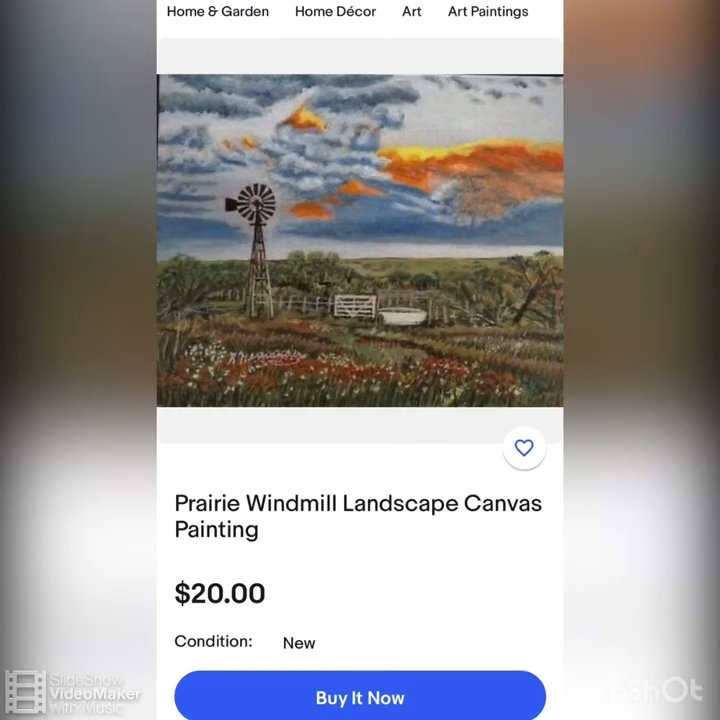 Home & Garden Home Décor Art Art Paintings
R Hernandez
Prairie Windmill Landscape Canvas
Painting
$20.00
Condition: New
Buy It Now
SlideShow
VideoMaker
with Music